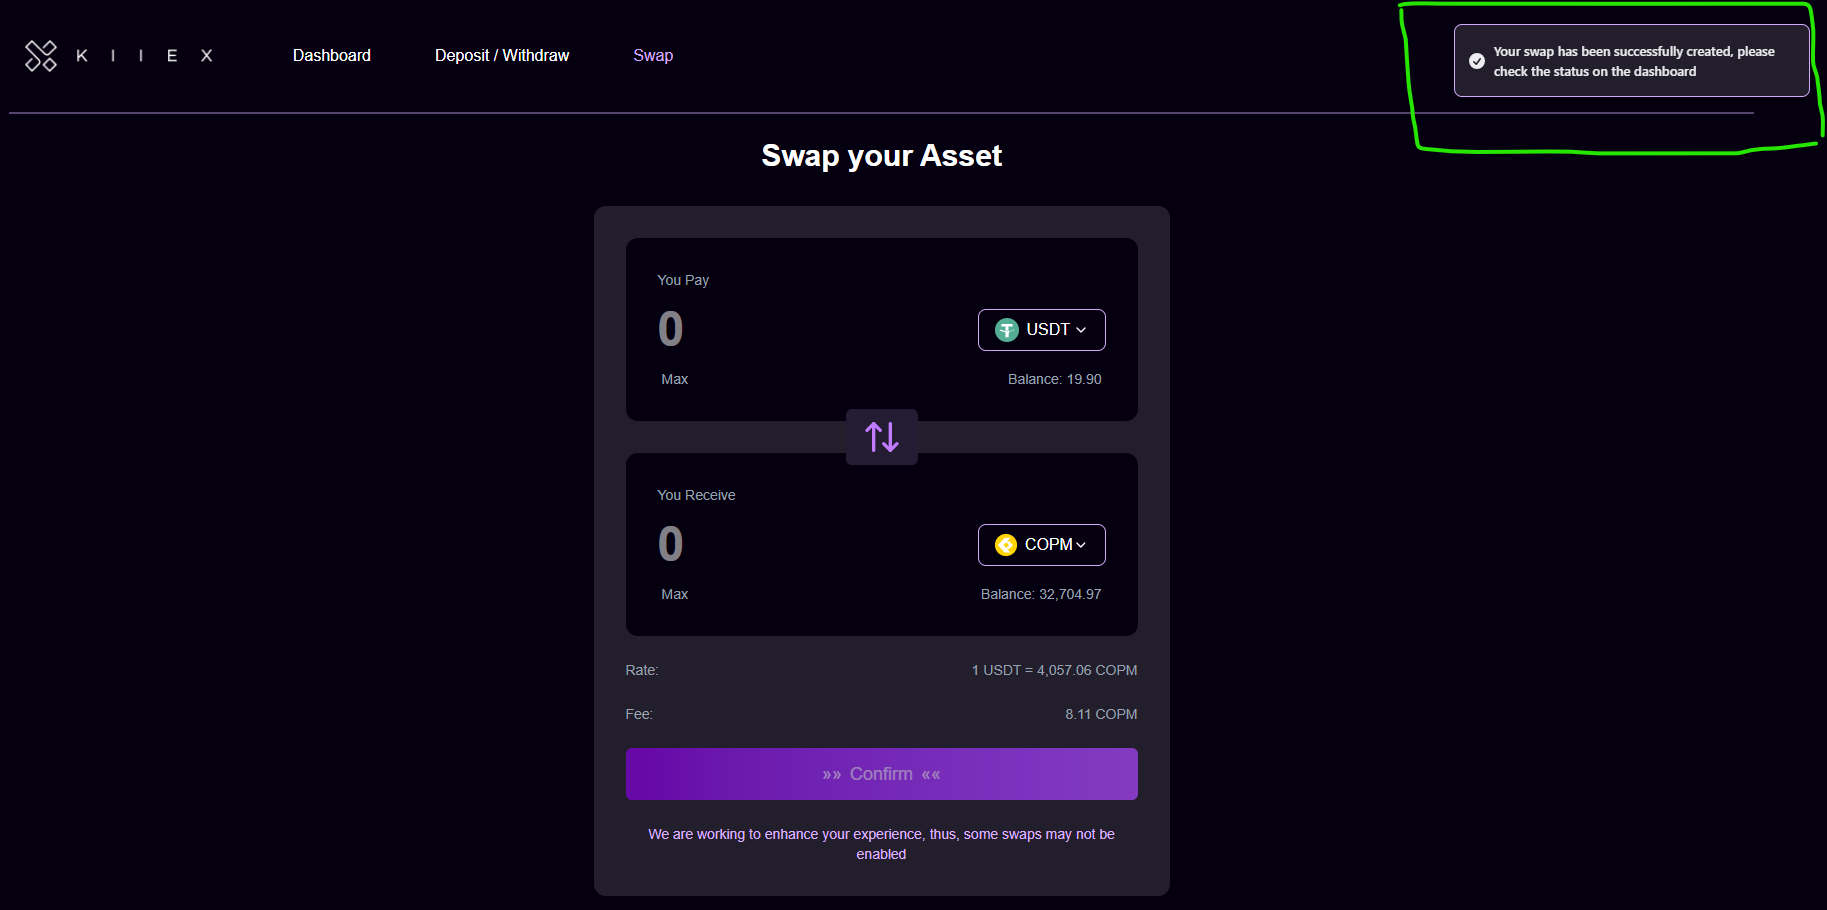 KIIEX
Dashboard
Deposit / Withdraw
Swap
Your swap has been successfully created, please
check the status on the dashboard
Swap your Asset
You Pay
0
USDT
Max
Balance: 19.90
You Receive
0
COPM
Max
Balance: 32,704.97
Rate:
1 USDT = 4,057.06 COPM
Fee:
8.11 COPM
»» Confirm ««
We are working to enhance your experience, thus, some swaps may not be
enabled